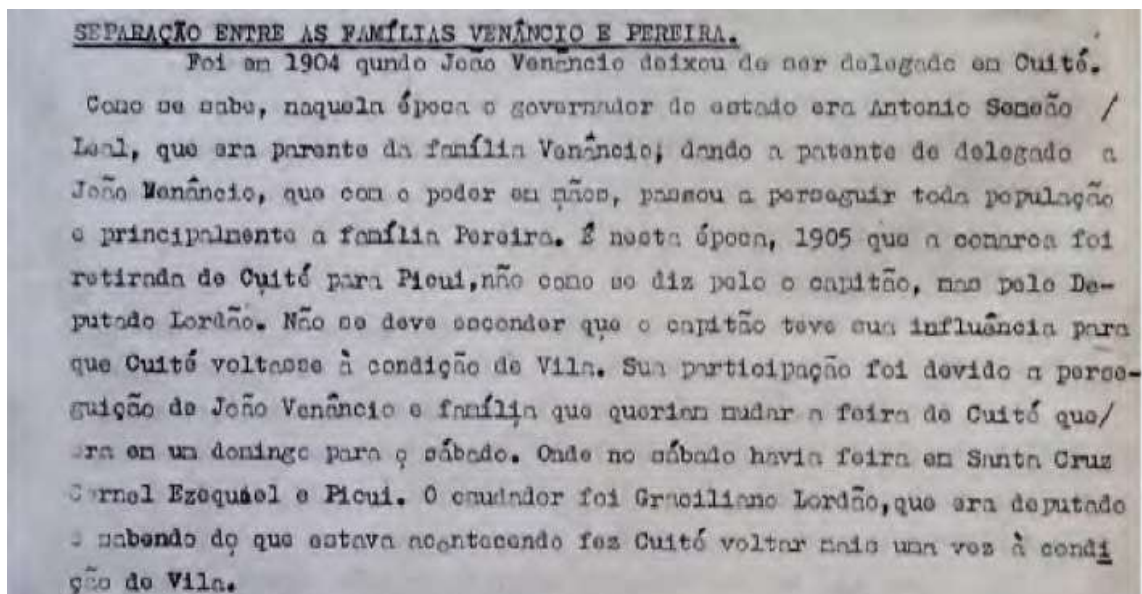 SEPARAÇÃO ENTRE AS FAMÍLIAS VENÂNCIO E PEREIRA.
Foi em 1904 qundo João Venâncio deixou de ser delegado em Cuité.
Como se sabe, naquela época o governador do estado era Antonio Semeão /
Leal, que era parente da família Venâncio; dando a patente de delegado a
João Wenâncio, que com o poder em mãos, passou a perseguir toda população
e principalmente a família Pereira. É nesta época, 1905 que a comarca foi
retirada de Cuité para Picui,não como se diz pelo o capitão, mas pelo De-
putado Lordão. Não se deve esconder que o capitão teve sua influência para
que Cuité voltasse à condição de Vila. Sua participação foi devido a perse-
guição de João Venâncio e família que queriam mudar a feira de Cuité que/
era em um domingo para o sábado. Onde no sábado havia feira em Santa Cruz
Ezequiel e Picui. O foi Graciliano Lordão,que era deputado
e sabendo do que estava acontecendo fez Cuité voltar mais uma vez à condi
ção de Vila.